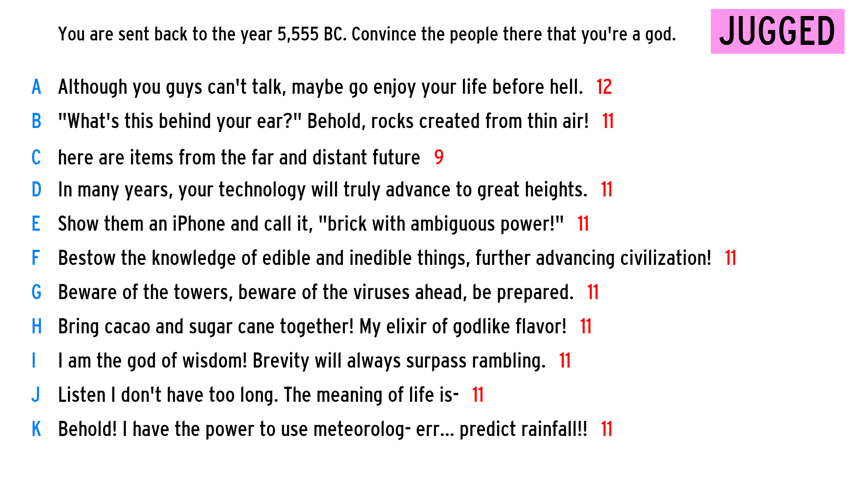 You are sent back to the year 5,555 BC. Convince the people there that you're a god.
JUGGED
A Although you guys can't talk, maybe go enjoy your life before hell. 12
B "What's this behind your ear?" Behold, rocks created from thin air! 11
C here are items from the far and distant future 9
D In many years, your technology will truly advance to great heights. 11
E Show them an iPhone and call it, "brick with ambiguous power!" 11
F Bestow the knowledge of edible and inedible things, further advancing civilization! 11
G Beware of the towers, beware of the viruses ahead, be prepared. 11
H Bring cacao and sugar cane together! My elixir of godlike flavor! 11
I I am the god of wisdom! Brevity will always surpass rambling. 11
J Listen I don't have too long. The meaning of life is- 11
K Behold! I have the power to use meteorolog- err... predict rainfall!! 11